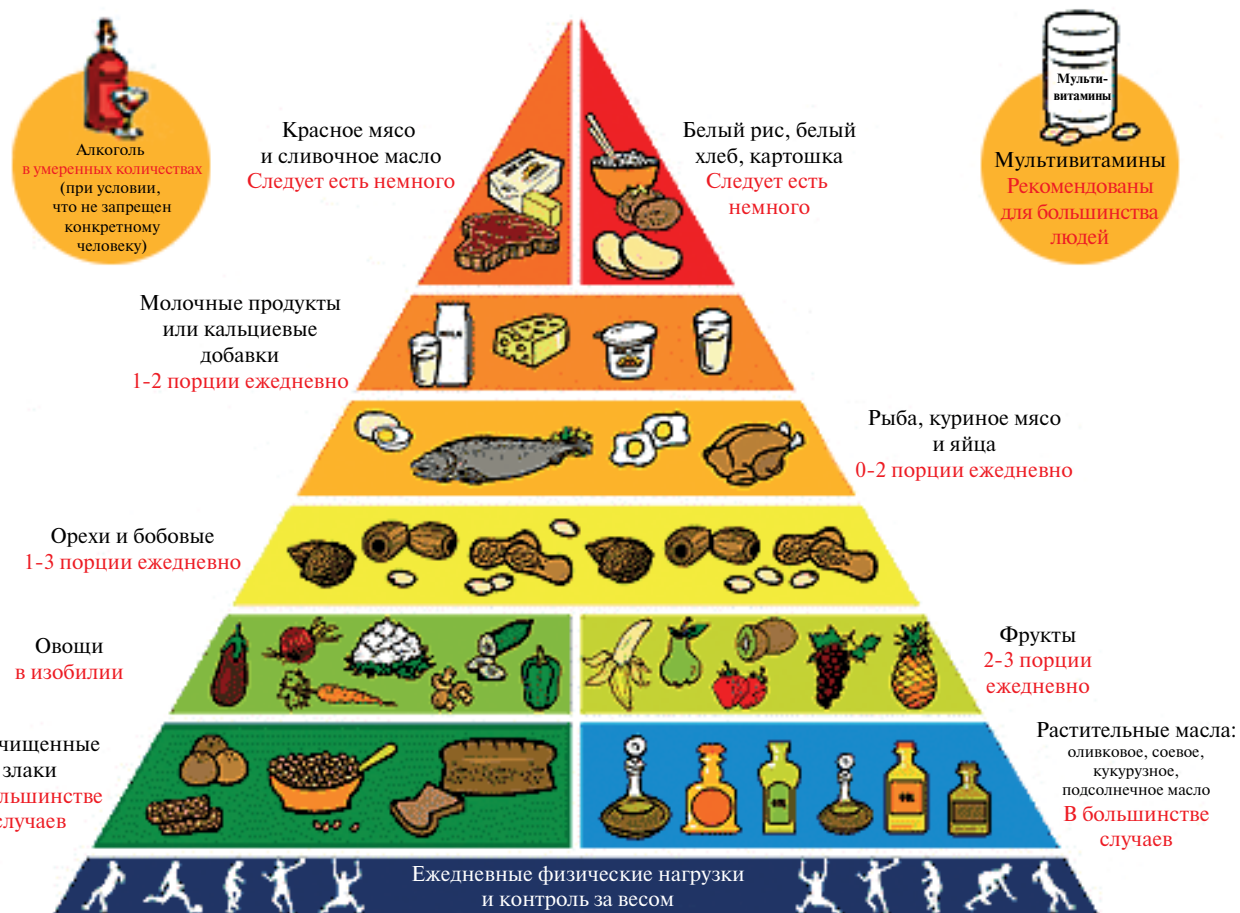 Алкоголь
в умеренных количествах
(при условии,
что не запрещен
конкретному
человеку)
Красное мясо
и сливочное масло
Следует есть немного
Белый рис, белый
хлеб, картошка
Следует есть
немного
Мульти-
витамины
Мультивитамины
Рекомендованы
для большинства
людей
Молочные продукты
или кальциевые
добавки
1-2 порции ежедневно
Рыба, куриное мясо
и яйца
0-2 порции ежедневно
Орехи и бобовые
1-3 порции ежедневно
Овощи
в изобилии
Фрукты
2-3 порции
ежедневно
чищенные
злаки
льшинстве
случаев
Растительные масла:
оливковое, соевое,
кукурузное,
подсолнечное масло
В большинстве
случаев
OIL
OIL
Ежедневные физические нагрузки
и контроль за весом